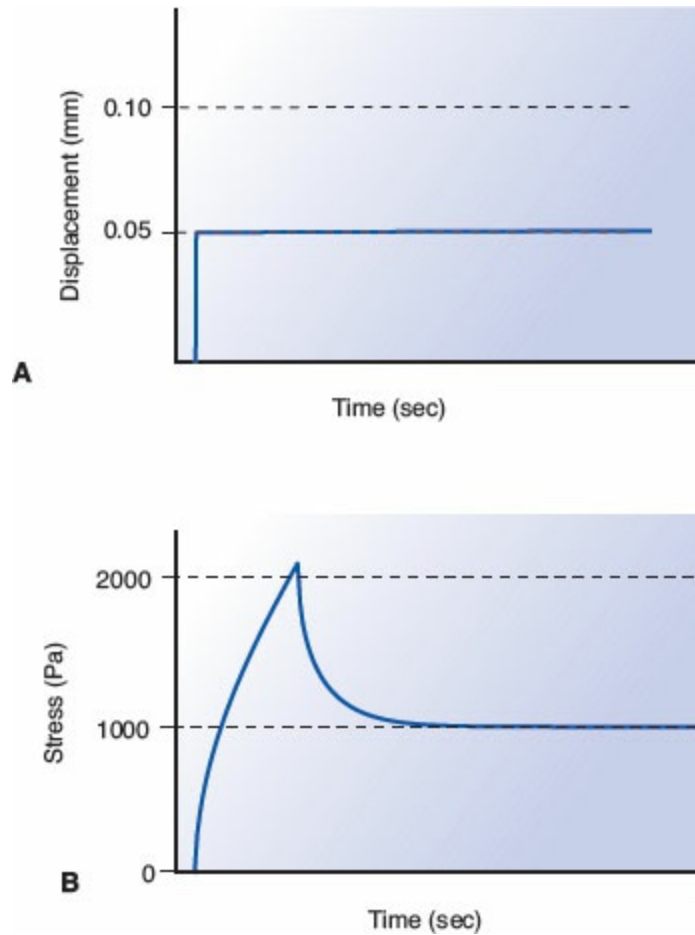 Displacement (mm)
0.10
0.05
A
Time (sec)
Stress (Pa)
2000
1000
0
B
Time (sec)